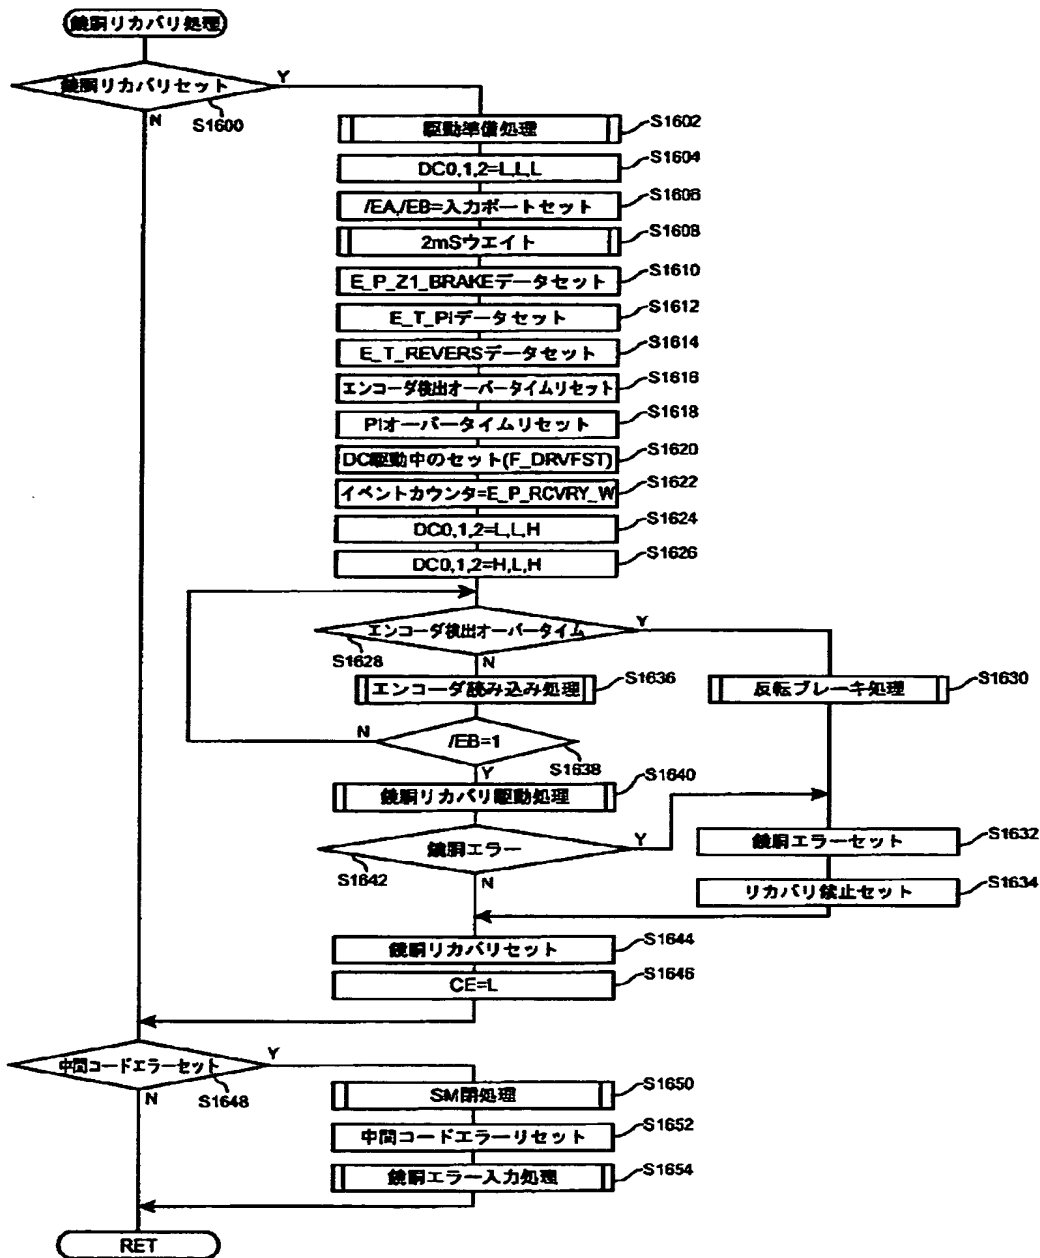 鏡胴リカバリ処理
鏡胴リカバリセット
Y
N
S1600
駆動準備処理
S1602
DC0,1,2=L,L,L
S1604
/EA,/EB=入力ポートセット
S1606
2mSウエイト
S1608
E_P_Z1_BRAKEデータセット
S1610
E_T_PIデータセット
S1612
E_T_REVERSデータセット
S1614
エンコーダ検出オーバータイムリセット
S1616
PIオーバータイムリセット
S1618
DC駆動中のセット(F_DRVFST)
S1620
イベントカウンタ=E_P_RCVRY_W
S1622
DC0,1,2=L,L,H
S1624
DC0,1,2=H,L,H
S1626
エンコーダ検出オーバータイム
Y
S1628
N
エンコーダ読み込み処理
S1636
反転ブレーキ処理
S1630
/EB=1
N
S1638
Y
鏡胴リカバリ駆動処理
S1640
鏡胴エラー
Y
S1642
N
鏡胴エラーセット
S1632
リカバリ禁止セット
S1634
鏡胴リカバリセット
S1644
CE=L
S1646
中間コードエラーセット
Y
S1648
N
SM閉処理
S1650
中間コードエラーリセット
S1652
鏡胴エラー入力処理
S1654
RET